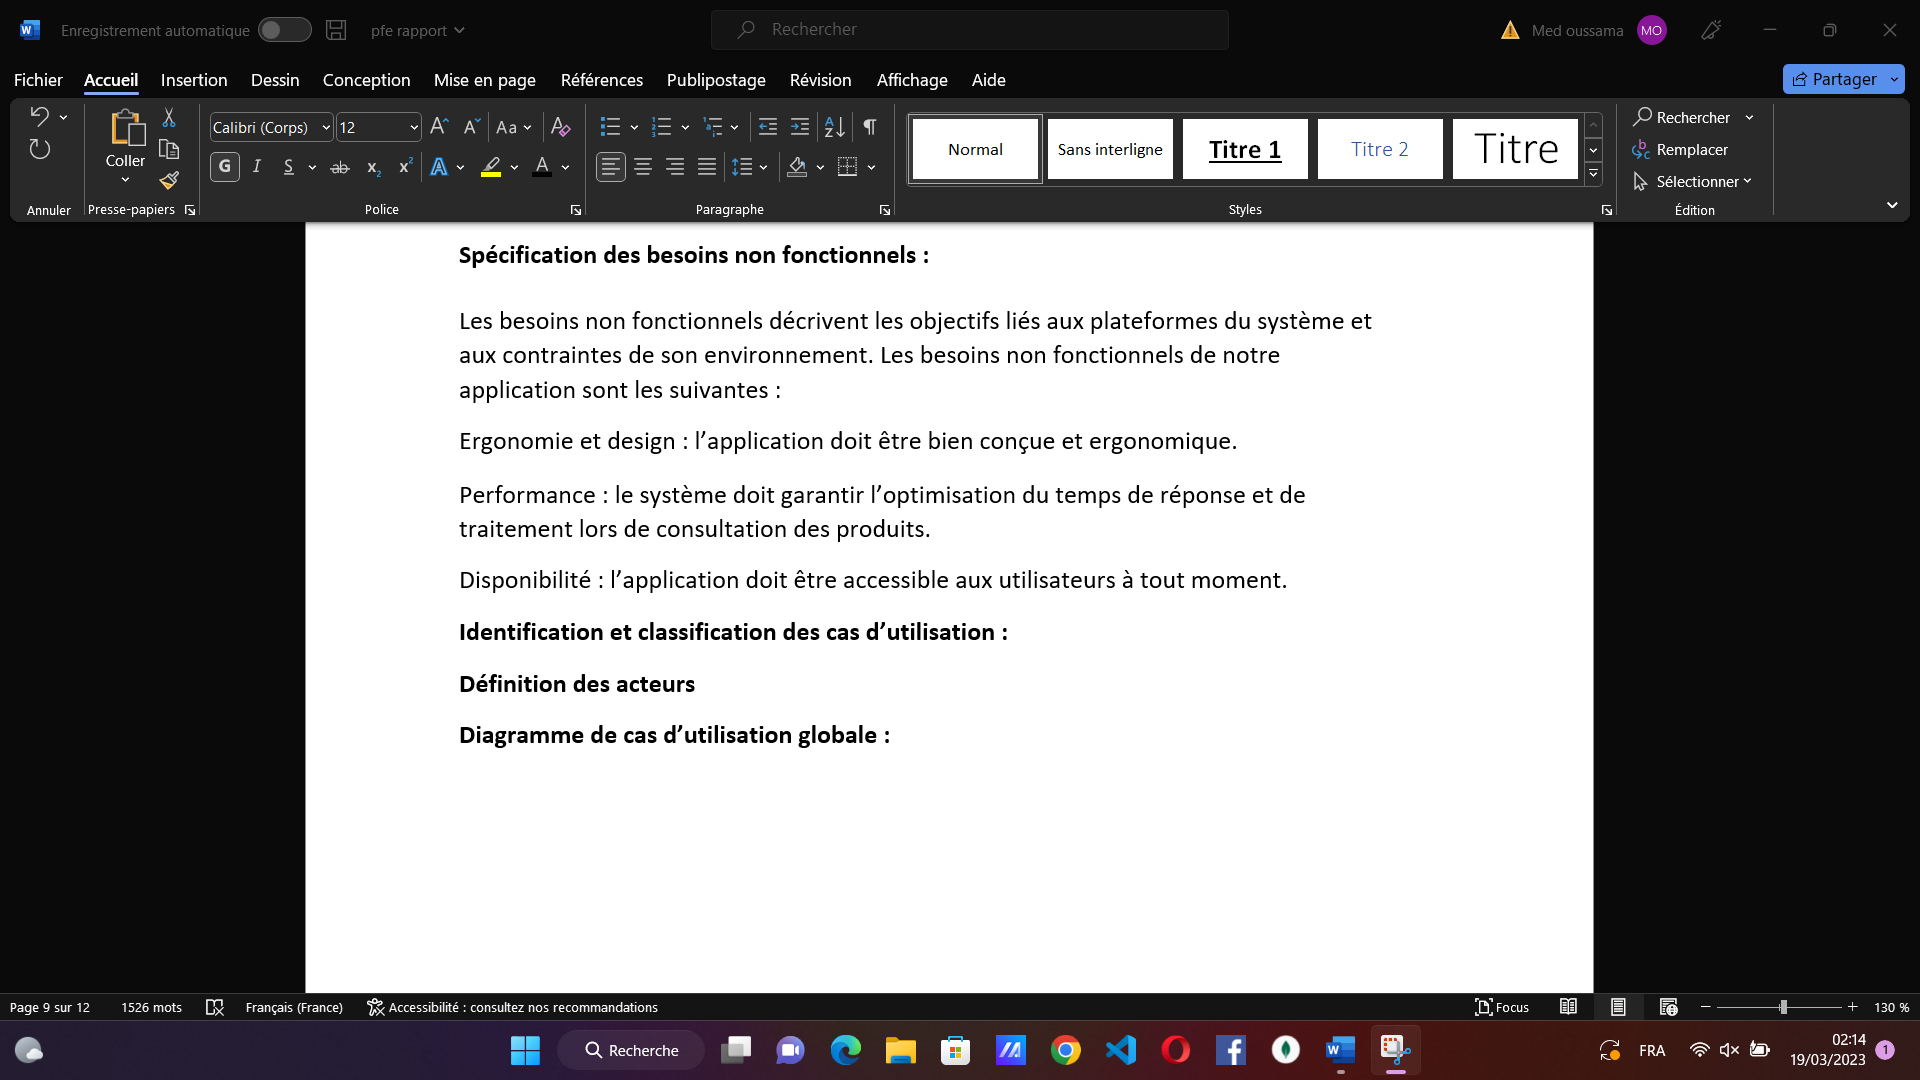 Enregistrement automatique
pfe rapport
Rechercher
Med oussama
MO
Fichier Accueil Insertion Dessin Conception Mise en page Références Publipostage Révision Affichage Aide
Partager
Coller
Calibri (Corps) 12
Aa
G I S ab x₂ x² A A
Normal
Sans interligne
Titre 1
Titre 2
Titre
Rechercher
Remplacer
Sélectionner
Annuler
Presse-papiers
Police
Paragraphe
Styles
Édition
Spécification des besoins non fonctionnels :
Les besoins non fonctionnels décrivent les objectifs liés aux plateformes du système et
aux contraintes de son environnement. Les besoins non fonctionnels de notre
application sont les suivantes :
Ergonomie et design : l’application doit être bien conçue et ergonomique.
Performance : le système doit garantir l’optimisation du temps de réponse et de
traitement lors de consultation des produits.
Disponibilité : l’application doit être accessible aux utilisateurs à tout moment.
Identification et classification des cas d’utilisation :
Définition des acteurs
Diagramme de cas d’utilisation globale :
Page 9 sur 12 1526 mots Français (France) Accessibilité : consultez nos recommandations
Focus
130 %
Recherche
FRA
02:14
19/03/2023
1